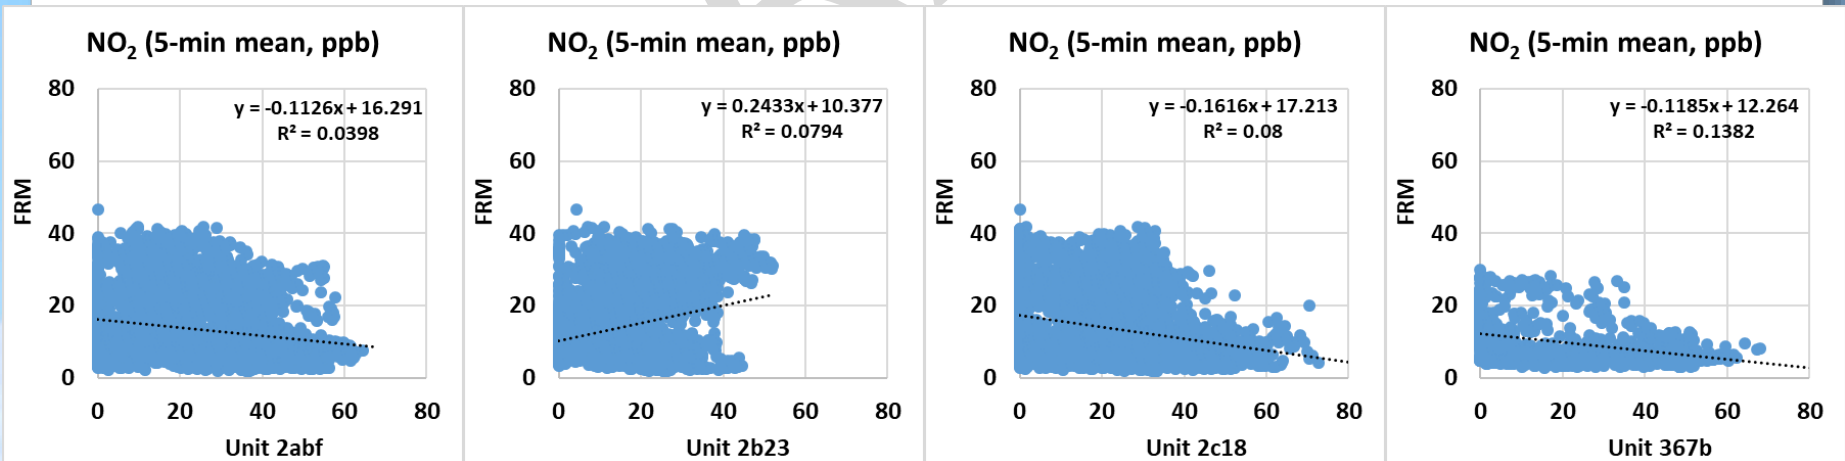 NO₂ (5-min mean, ppb)
y = -0.1126x + 16.291
R² = 0.0398
80
60
40
20
0
FRM
0 20 40 60 80
Unit 2abf
NO₂ (5-min mean, ppb)
y = 0.2433x + 10.377
R² = 0.0794
80
60
40
20
0
FRM
0 20 40 60 80
Unit 2b23
NO₂ (5-min mean, ppb)
y = -0.1616x + 17.213
R² = 0.08
80
60
40
20
0
FRM
0 20 40 60 80
Unit 2c18
NO₂ (5-min mean, ppb)
y = -0.1185x + 12.264
R² = 0.1382
80
60
40
20
0
FRM
0 20 40 60 80
Unit 367b